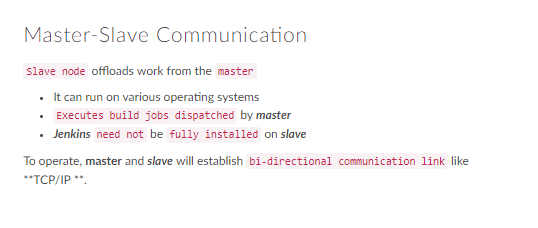 Master-Slave Communication
Slave node offloads work from the master
• It can run on various operating systems
• Executes build jobs dispatched by master
• Jenkins need not be fully installed on slave
To operate, master and slave will establish bi-directional communication link like
**TCP/IP **.